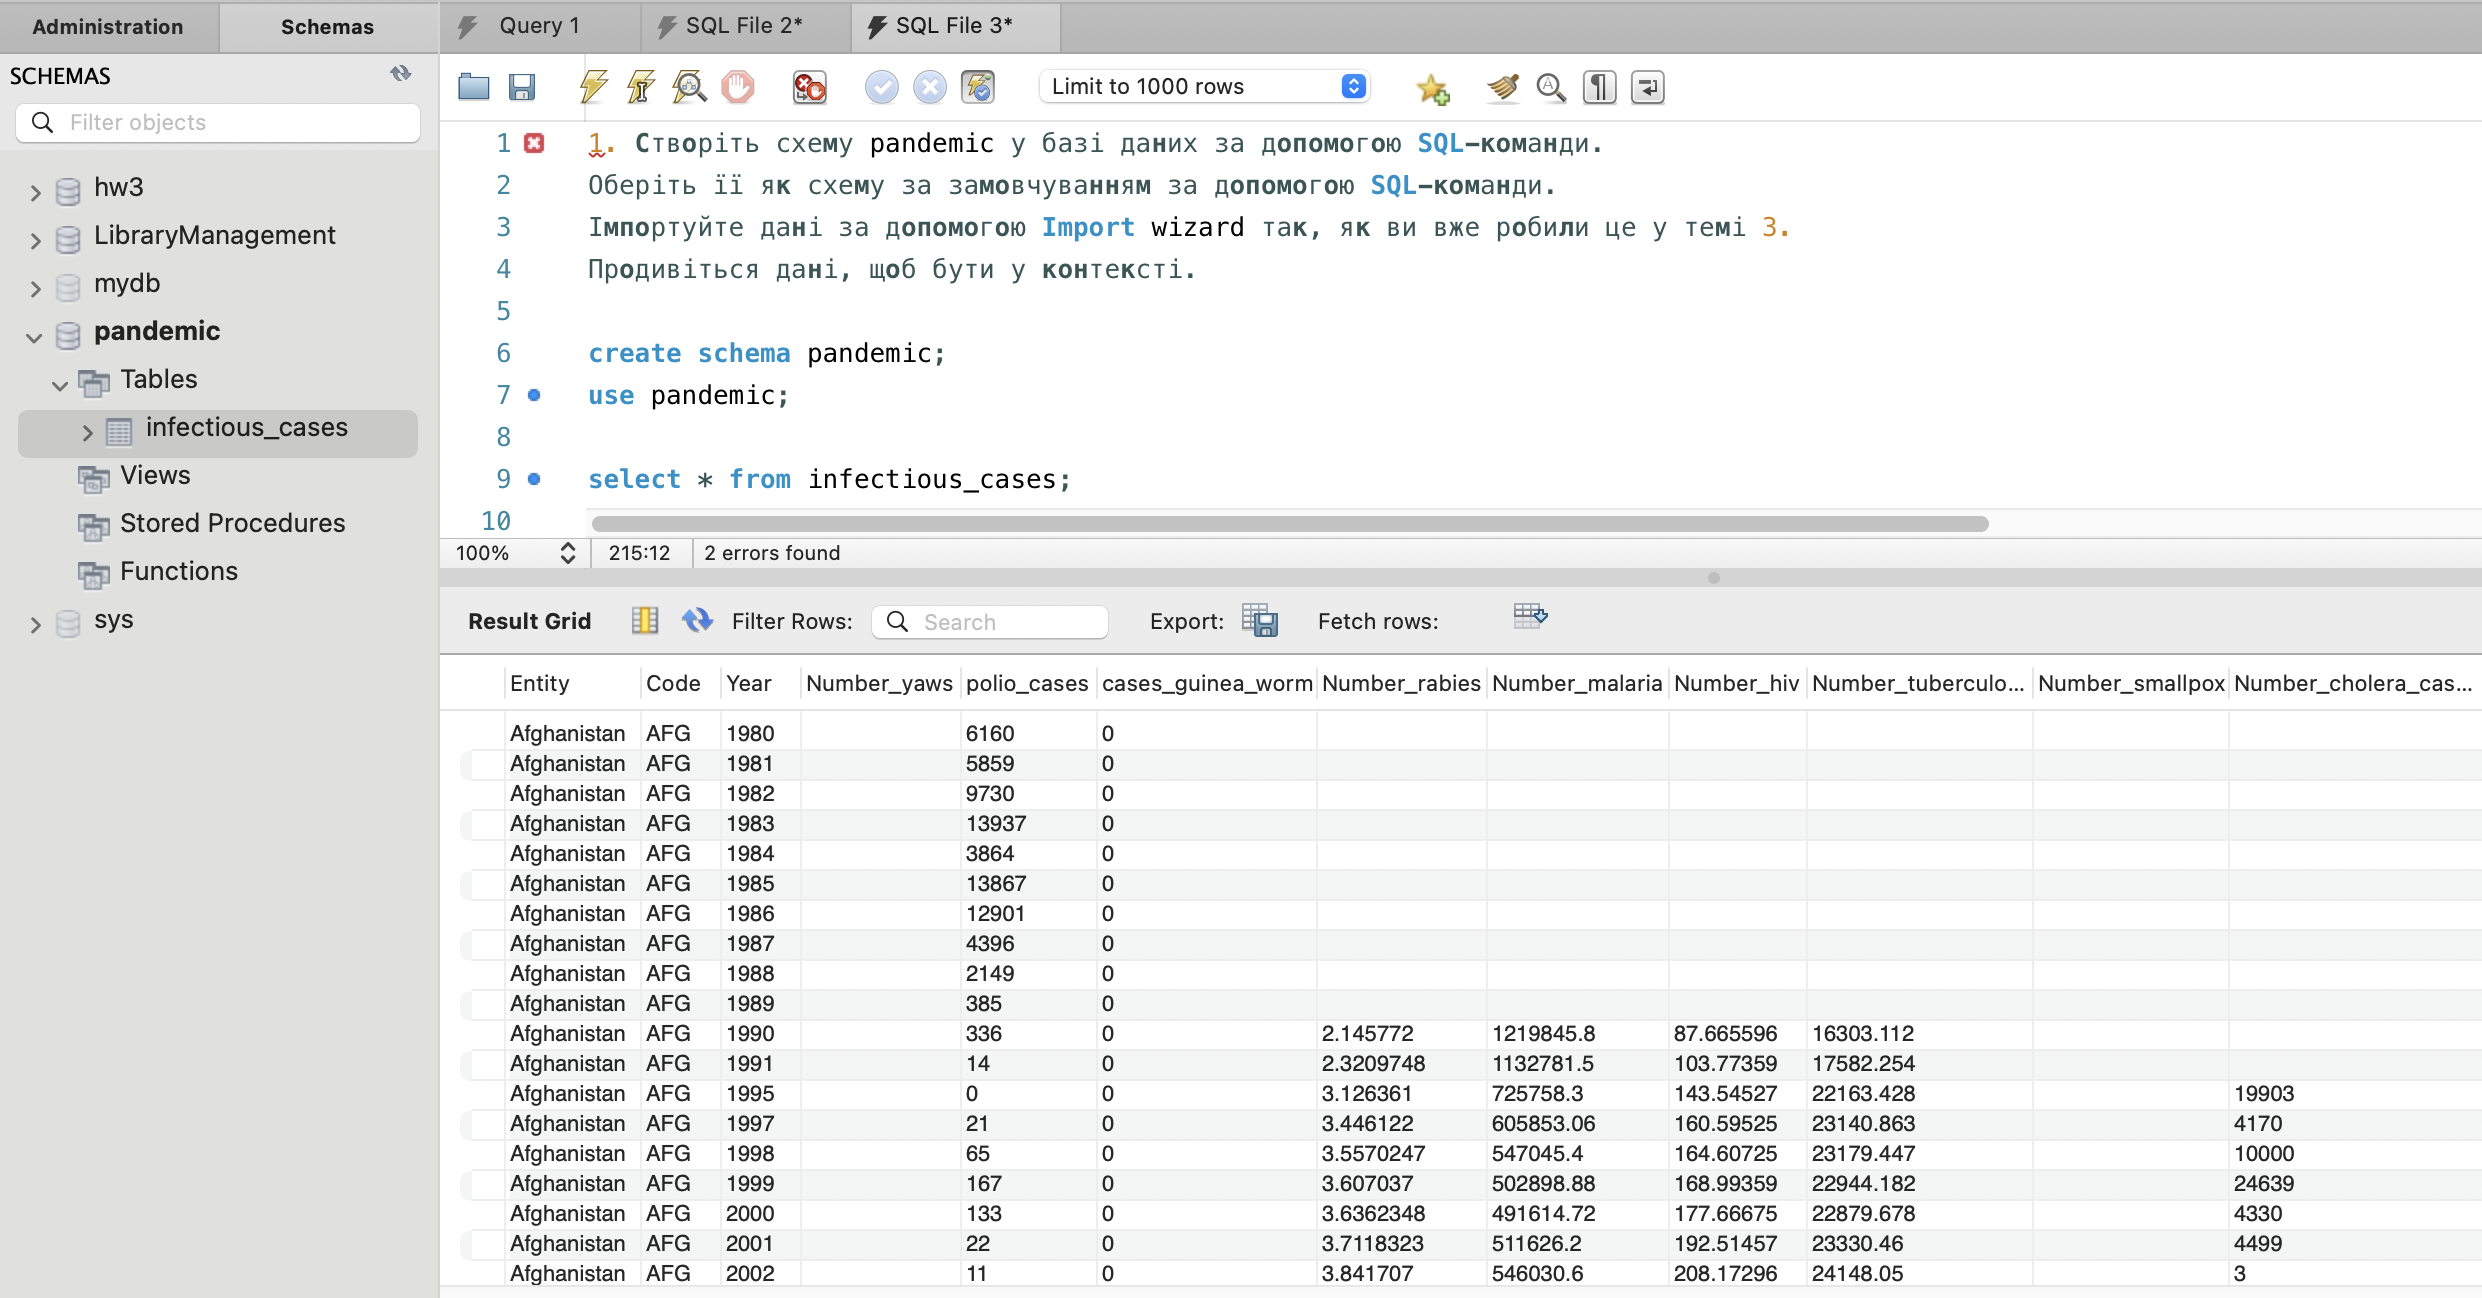 Administration Schemas
SCHEMAS
Filter objects
hw3
LibraryManagement
mydb
pandemic
Tables
infectious_cases
Views
Stored Procedures
Functions
sys
Query 1 SQL File 2* SQL File 3*
Limit to 1000 rows
1 1. Створіть схему pandemic у базі даних за допомогою SQL-команди.
2 Оберіть її як схему за замовчуванням за допомогою SQL-команди.
3 Імпортуйте дані за допомогою Import wizard так, як ви вже робили це у темі 3.
4 Продивіться дані, щоб бути у контексті.
5
6 create schema pandemic;
7 use pandemic;
8
9 select * from infectious_cases;
10
100% 215:12 2 errors found
Result Grid Filter Rows: Search Export: Fetch rows:
Entity Code Year Number_yaws polio_cases cases_guinea_worm Number_rabies Number_malaria Number_hiv Number_tuberculo... Number_smallpox Number_cholera_cas...
Afghanistan AFG 1980 6160 0
Afghanistan AFG 1981 5859 0
Afghanistan AFG 1982 9730 0
Afghanistan AFG 1983 13937 0
Afghanistan AFG 1984 3864 0
Afghanistan AFG 1985 13867 0
Afghanistan AFG 1986 12901 0
Afghanistan AFG 1987 4396 0
Afghanistan AFG 1988 2149 0
Afghanistan AFG 1989 385 0
Afghanistan AFG 1990 336 0 2.145772 1219845.8 87.665596 16303.112
Afghanistan AFG 1991 14 0 2.3209748 1132781.5 103.77359 17582.254
Afghanistan AFG 1995 0 0 3.126361 725758.3 143.54527 22163.428 19903
Afghanistan AFG 1997 21 0 3.446122 605853.06 160.59525 23140.863 4170
Afghanistan AFG 1998 65 0 3.5570247 547045.4 164.60725 23179.447 10000
Afghanistan AFG 1999 167 0 3.607037 502898.88 168.99359 22944.182 24639
Afghanistan AFG 2000 133 0 3.6362348 491614.72 177.66675 22879.678 4330
Afghanistan AFG 2001 22 0 3.7118323 511626.2 192.51457 23330.46 4499
Afghanistan AFG 2002 11 0 3.841707 546030.6 208.17296 24148.05 3